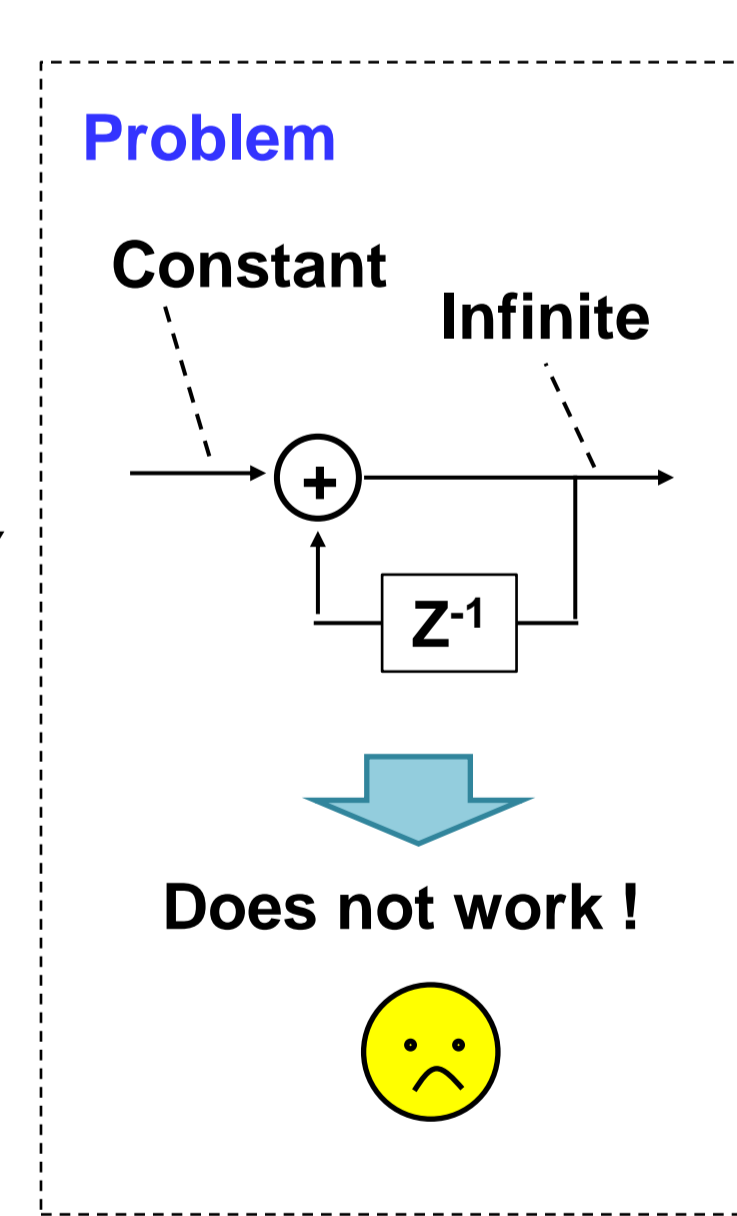 Problem
Constant
Infinite
+
Z-1
Does not work !